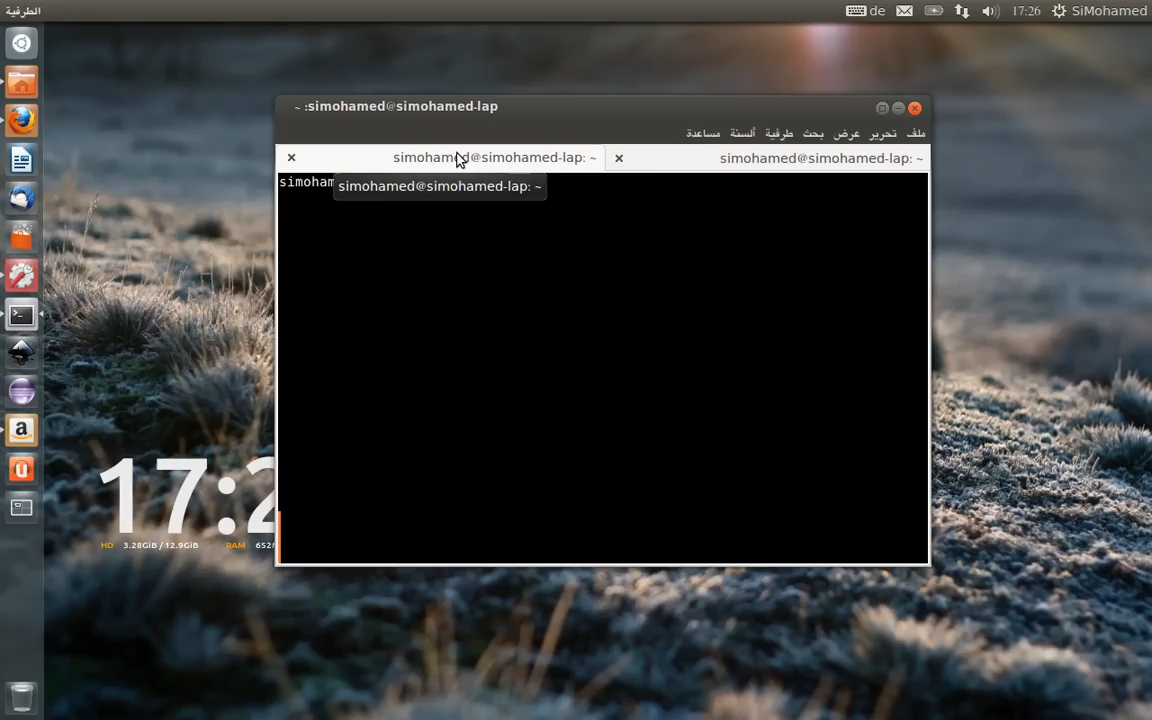 الطرفية
de
17:26
SiMohamed
~ :simohamed@simohamed-lap
ملف تحرير عرض بحث طرفية ألسنة مساعدة
simohamed@simohamed-lap: ~
simohamed@simohamed-lap: ~
simohamed@simohamed-lap: ~
HD 3.28GiB / 12.9GiB RAM